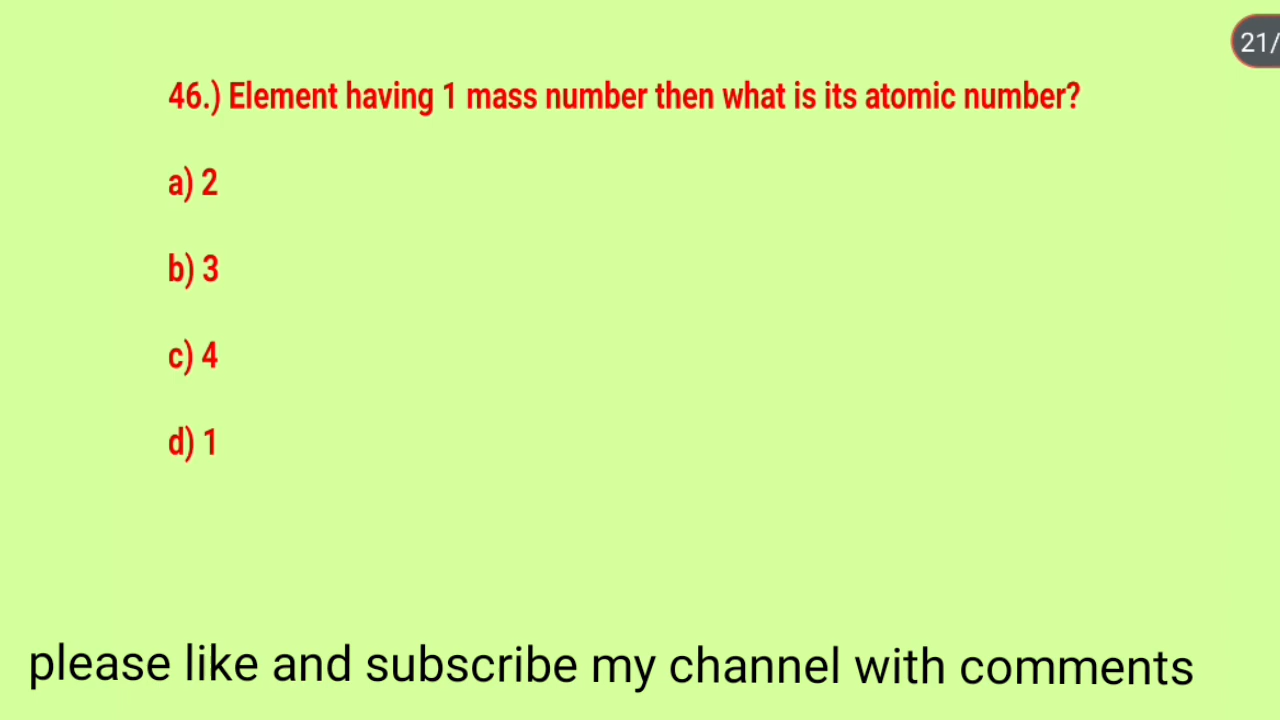 21/
46.) Element having 1 mass number then what is its atomic number?
a) 2
b) 3
c) 4
d) 1
please like and subscribe my channel with comments